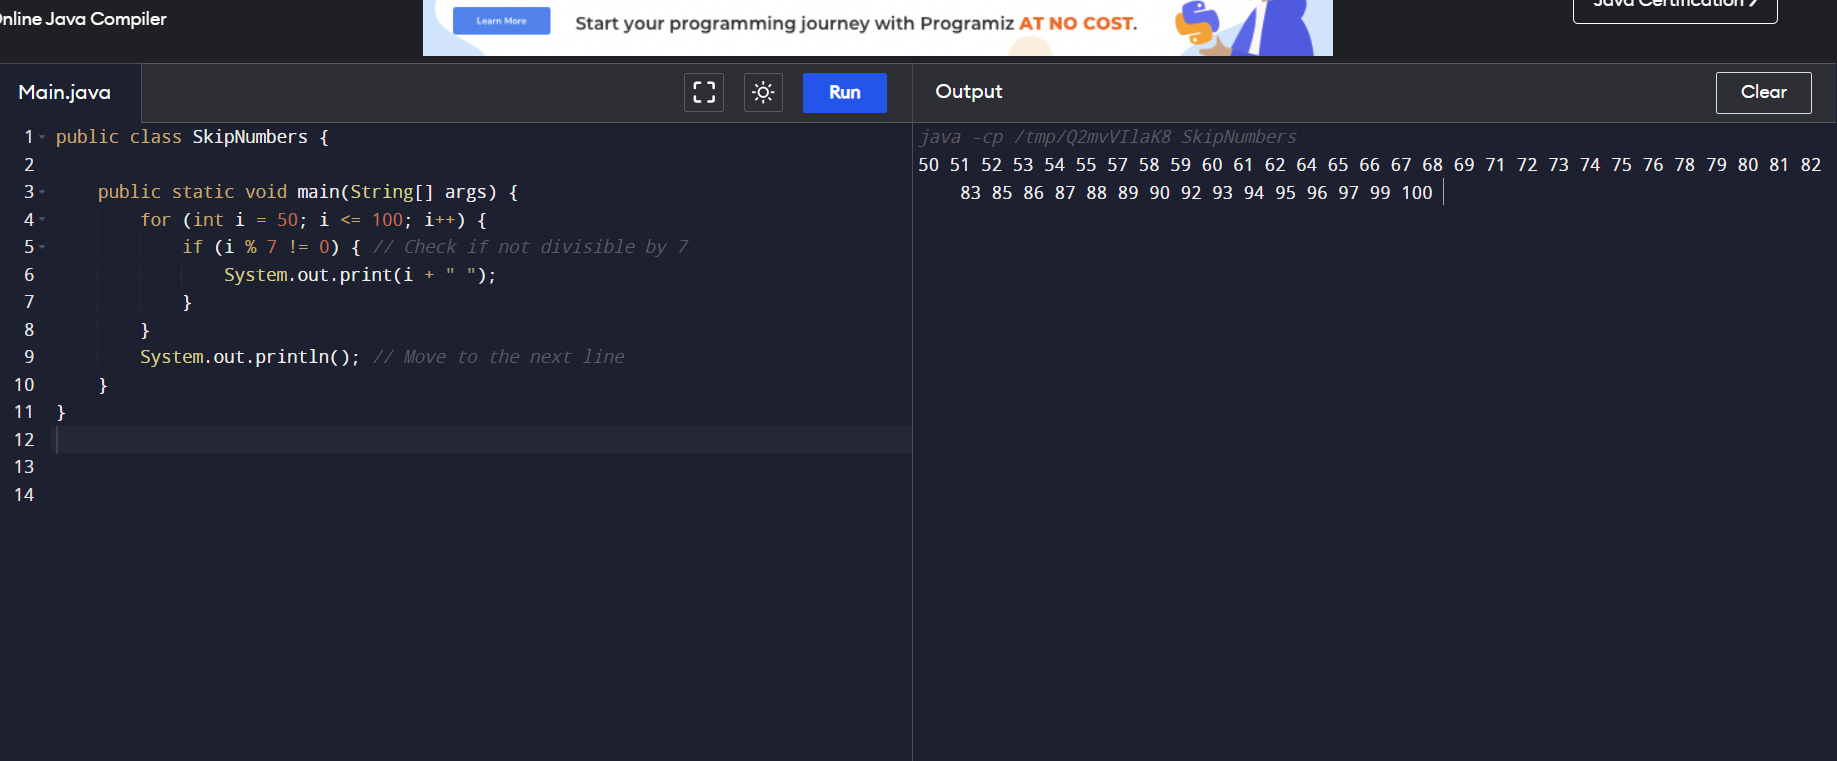 Online Java Compiler
Learn More
Start your programming journey with Programiz AT NO COST.
Java Certification
Main.java
Run
Output
Clear
1 public class SkipNumbers {
2
3     public static void main(String[] args) {
4         for (int i = 50; i <= 100; i++) {
5             if (i % 7 != 0) { // Check if not divisible by 7
6                 System.out.print(i + " ");
7             }
8         }
9         System.out.println(); // Move to the next line
10     }
11 }
12
13
14
java -cp /tmp/Q2mvVIlaK8 SkipNumbers
50 51 52 53 54 55 57 58 59 60 61 62 64 65 66 67 68 69 71 72 73 74 75 76 78 79 80 81 82
83 85 86 87 88 89 90 92 93 94 95 96 97 99 100